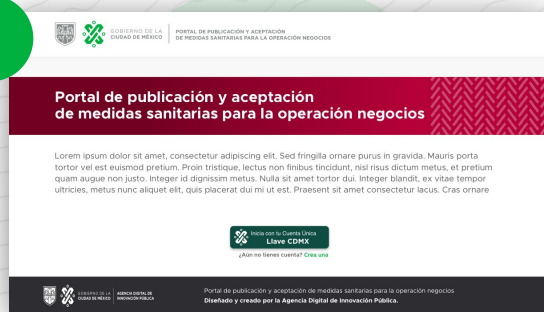 GOBIERNO DE LA
CIUDAD DE MÉXICO
PORTAL DE PUBLICACIÓN Y ACEPTACIÓN
DE MEDIDAS SANITARIAS PARA LA OPERACIÓN NEGOCIOS
Portal de publicación y aceptación
de medidas sanitarias para la operación negocios
Lorem ipsum dolor sit amet, consectetur adipiscing elit. Sed fringilla ornare purus in gravida. Mauris porta
tortor vel est euismod pretium. Proin tristique, lectus non finibus tincidunt, nisl risus dictum metus, et pretium
quam augue non justo. Integer id dignissim metus. Nulla sit amet tortor dui. Integer blandit, ex vitae tempor
ultricies, metus nunc aliquet elit, quis placerat dui mi ut est. Praesent sit amet consectetur lacus. Cras ornare
Inicia con tu Cuenta Única
Llave CDMX
¿Aún no tienes cuenta? Crea una
GOBIERNO DE LA
CIUDAD DE MÉXICO
AGENCIA DIGITAL DE
INNOVACIÓN PÚBLICA
Portal de publicación y aceptación de medidas sanitarias para la operación negocios
Diseñado y creado por la Agencia Digital de Innovación Pública.